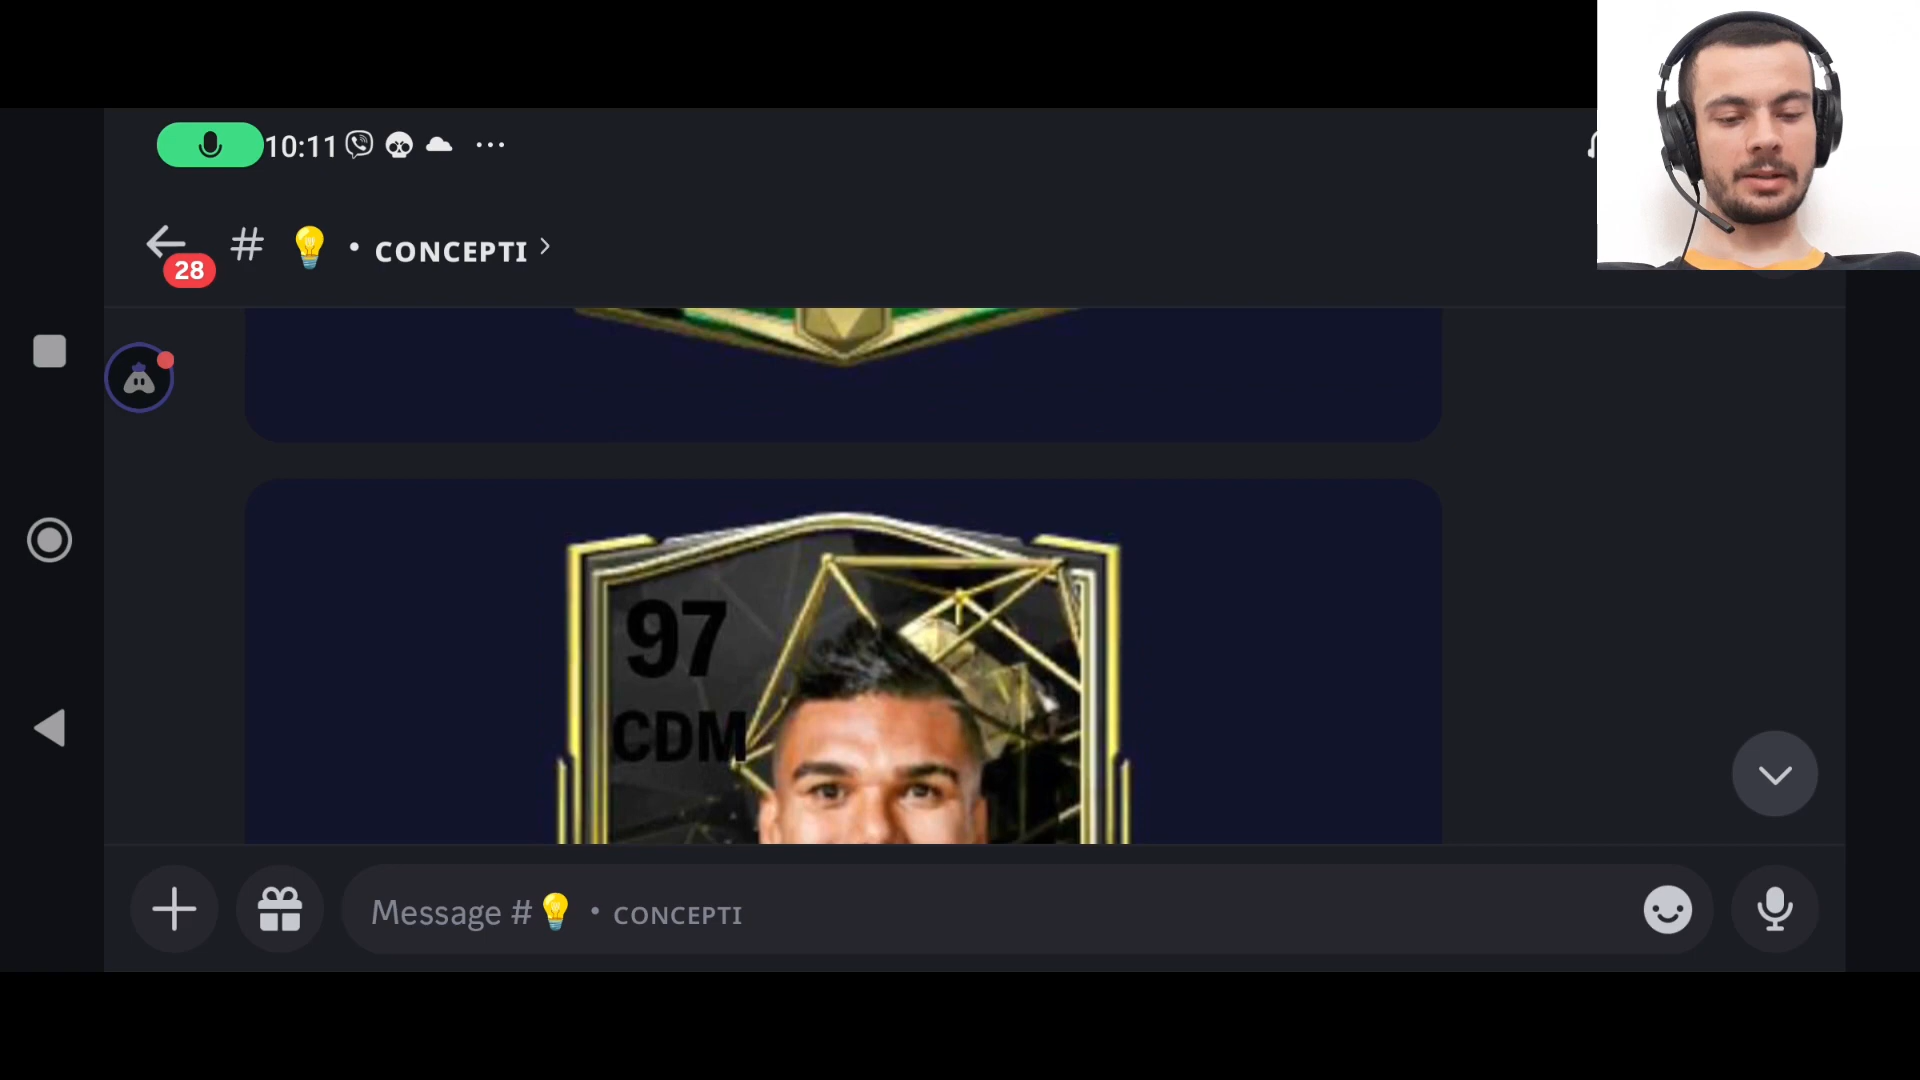 10:11
28
# 💡 • CONCEPTI
97
CDM
Message #💡 • CONCEPTI